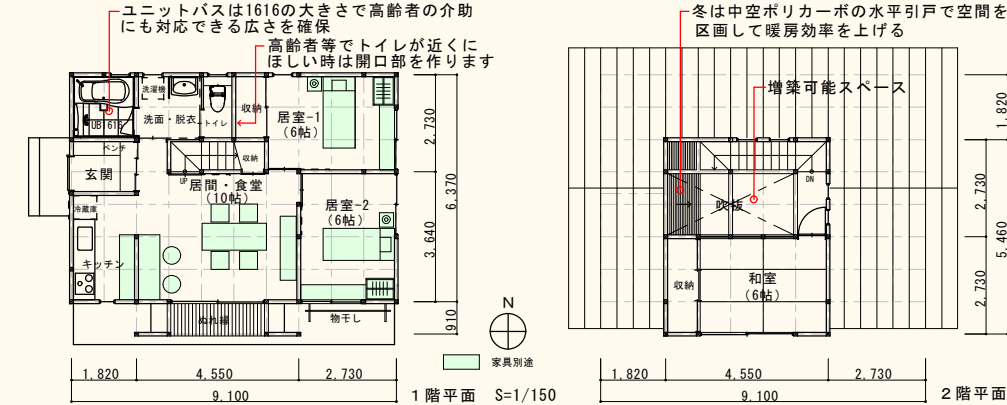 ユニットバスは1616の大きさで高齢者の介助
にも対応できる広さを確保
高齢者等でトイレが近くに
ほしい時は開口部を作ります
洗濯機
UB1616
洗面・脱衣
トイレ
収納
居室-1
(6帖)
ベンチ
玄関
収納
UP
居間・食堂
(10帖)
居室-2
(6帖)
冷蔵庫
キッチン
ぬれ縁
物干し
2,730
6,370
3,640
910
N
家具別途
1,820
4,550
2,730
9,100
1階平面 S=1/150
冬は中空ポリカーボの水平引戸で空間を
区画して暖房効率を上げる
増築可能スペース
DN
吹抜
収納
和室
(6帖)
1,820
2,730
5,460
2,730
1,820
4,550
2,730
9,100
2階平面